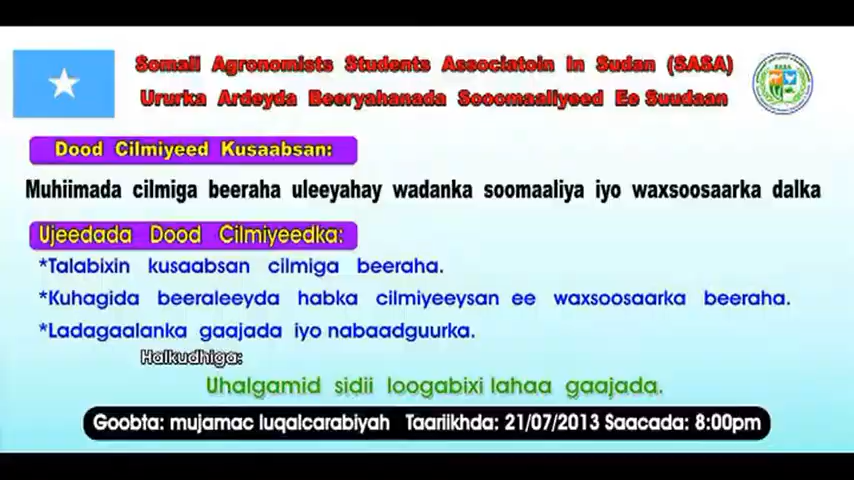 Somali Agronomists Students Associatoin In Sudan (SASA)
Ururka Ardeyda Beeryahanada Sooomaaliyeed Ee Suudaan
Dood Cilmiyeed Kusaabsan:
Muhiimada cilmiga beeraha uleeyahay wadanka soomaaliya iyo waxsoosaarka dalka
Ujeedada Dood Cilmiyeedka:
*Talabixin kusaabsan cilmiga beeraha.
*Kuhagida beeraleeyda habka cilmiyeeysan ee waxsoosaarka beeraha.
*Ladagaalanka gaajada iyo nabaadguurka.
Halkudhiga:
Uhalgamid sidii loogabixi lahaa gaajada.
Goobta: mujamac luqalcarabiyah Taariikhda: 21/07/2013 Saacada: 8:00pm